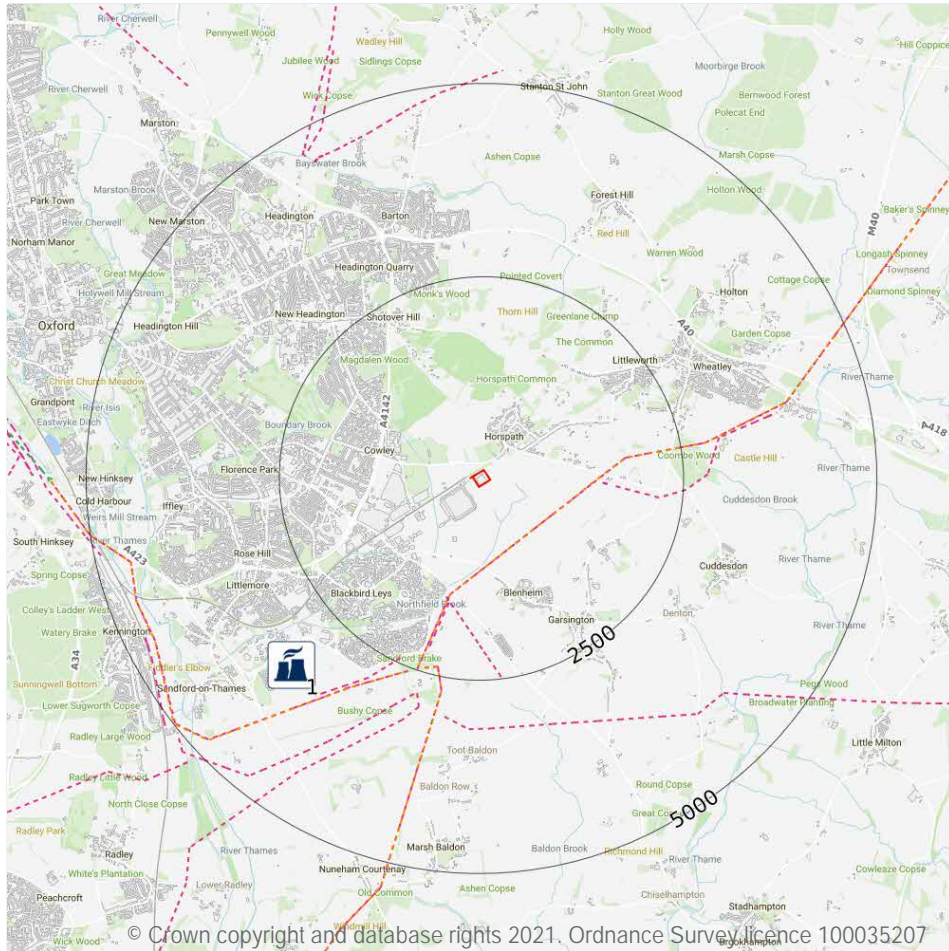 River Cherwell
Pennywell Wood
Wadley Hill
Holly Wood
Hill Coppice
Jubilee Wood
Sidlings Copse
Moorbirge Brook
River Cherwell
Wick Copse
Stanton St John
Stanton Great Wood
Bernwood Forest
Polecat End
Marston
Ashen Copse
Marsh Copse
Bayswater Brook
Marston Brook
Park Town
New Marston
Headington
Barton
Forest Hill
Holton Wood
Baker's Spinney
River Cherwell
M40
Norham Manor
Red Hill
Warren Wood
Longash Spinney
Headington Quarry
Townsend
Great Meadow
Pointed Covert
Cottage Copse
Holywell Mill Stream
Monk's Wood
Holton
Diamond Spinney
New Headington
Shotover Hill
Thorn Hill
Greenlane Clump
Oxford
Headington Hill
A40
Garden Copse
The Common
Magdalen Wood
Littleworth
Wheatley
Christ Church Meadow
Horspath Common
River Thame
Grandpont
River Isis
Eastwyke Ditch
A4142
Boundary Brook
A418
Horspath
Cowley
Coombe Wood
Castle Hill
Florence Park
River Thame
New Hinksey
Cold Harbour
Iffley
Cuddesdon Brook
Weirs Mill Stream
South Hinksey
River Thames
A423
Rose Hill
River Thame
Spring Copse
Cuddesdon
Littlemore
Blackbird Leys
Blenheim
Colley's Ladder West
Northfield Brook
Denton
Garsington
Watery Brake
Kennington
River Thame
2500
A34
Sandford Brake
Fiddler's Elbow
Sunningwell Bottom
Sandford-on-Thames
1
Pegs Wood
Lower Sugworth Copse
Bushy Copse
Broadwater Planting
Radley Large Wood
Little Milton
Toot-Baldon
Radley Little Wood
Baldon Row
Round Copse
North Close Copse
5000
Radley Park
Marsh Baldon
Baldon Brook
Richmond Hill
Radley
River Thames
River Thame
White's Plantation
Nuneham Courtenay
Cowleaze Copse
Lower Radley
Old Common
Ashen Copse
Chiselhampton
Peachcroft
Stadhampton
Windmill Hill
Wick Wood
Brookhampton
© Crown copyright and database rights 2021. Ordnance Survey licence 100035207